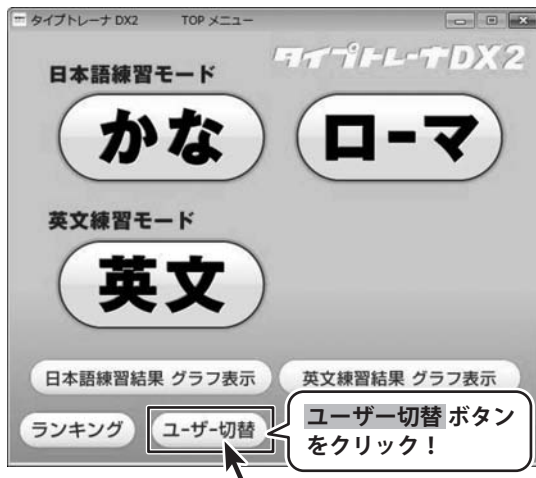 タイプトレーナ DX2 TOP メニュー
タイプトレーナDX2
日本語練習モード
かな ローマ
英文練習モード
英文
日本語練習結果 グラフ表示 英文練習結果 グラフ表示
ランキング ユーザー切替
ユーザー切替 ボタン
をクリック！